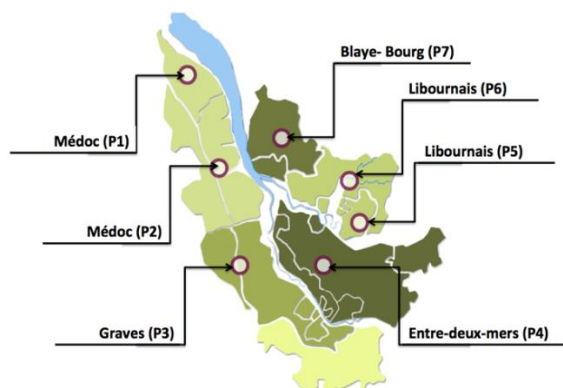 Blaye- Bourg (P7)
Libournais (P6)
Médoc (P1)
Libournais (P5)
Médoc (P2)
Graves (P3)
Entre-deux-mers (P4)